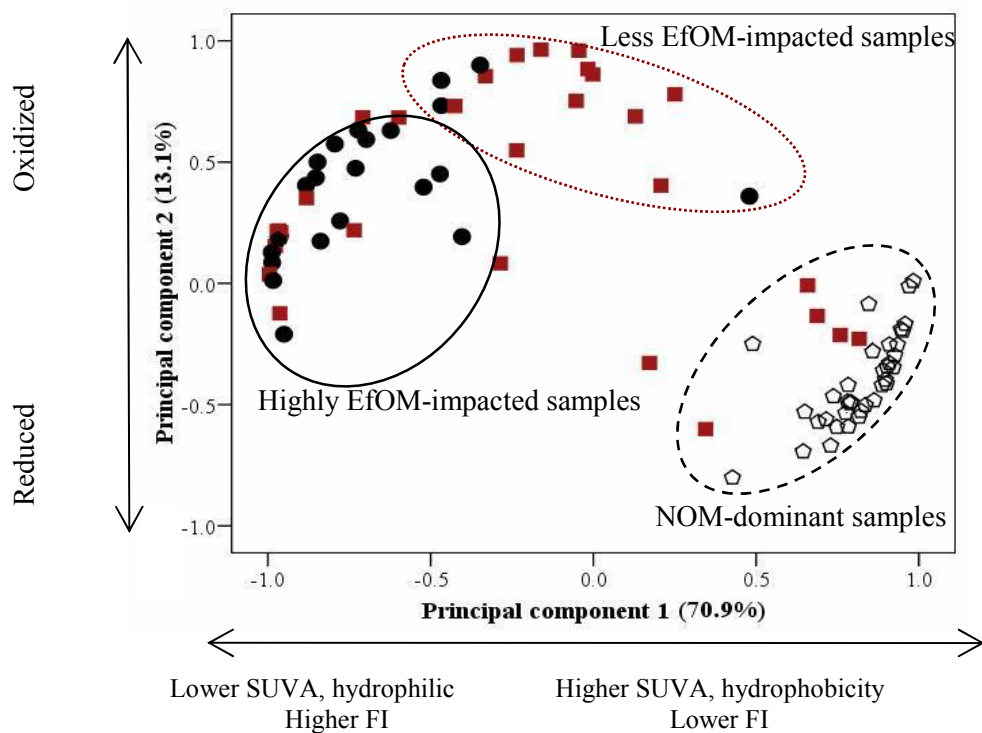 Less EfOM-impacted samples
Oxidized
Reduced
Principal component 2 (13.1%)
1.0
0.5
0.0
-0.5
-1.0
Highly EfOM-impacted samples
NOM-dominant samples
-1.0 -0.5 0.0 0.5 1.0
Principal component 1 (70.9%)
Lower SUVA, hydrophilic
Higher FI
Higher SUVA, hydrophobicity
Lower FI